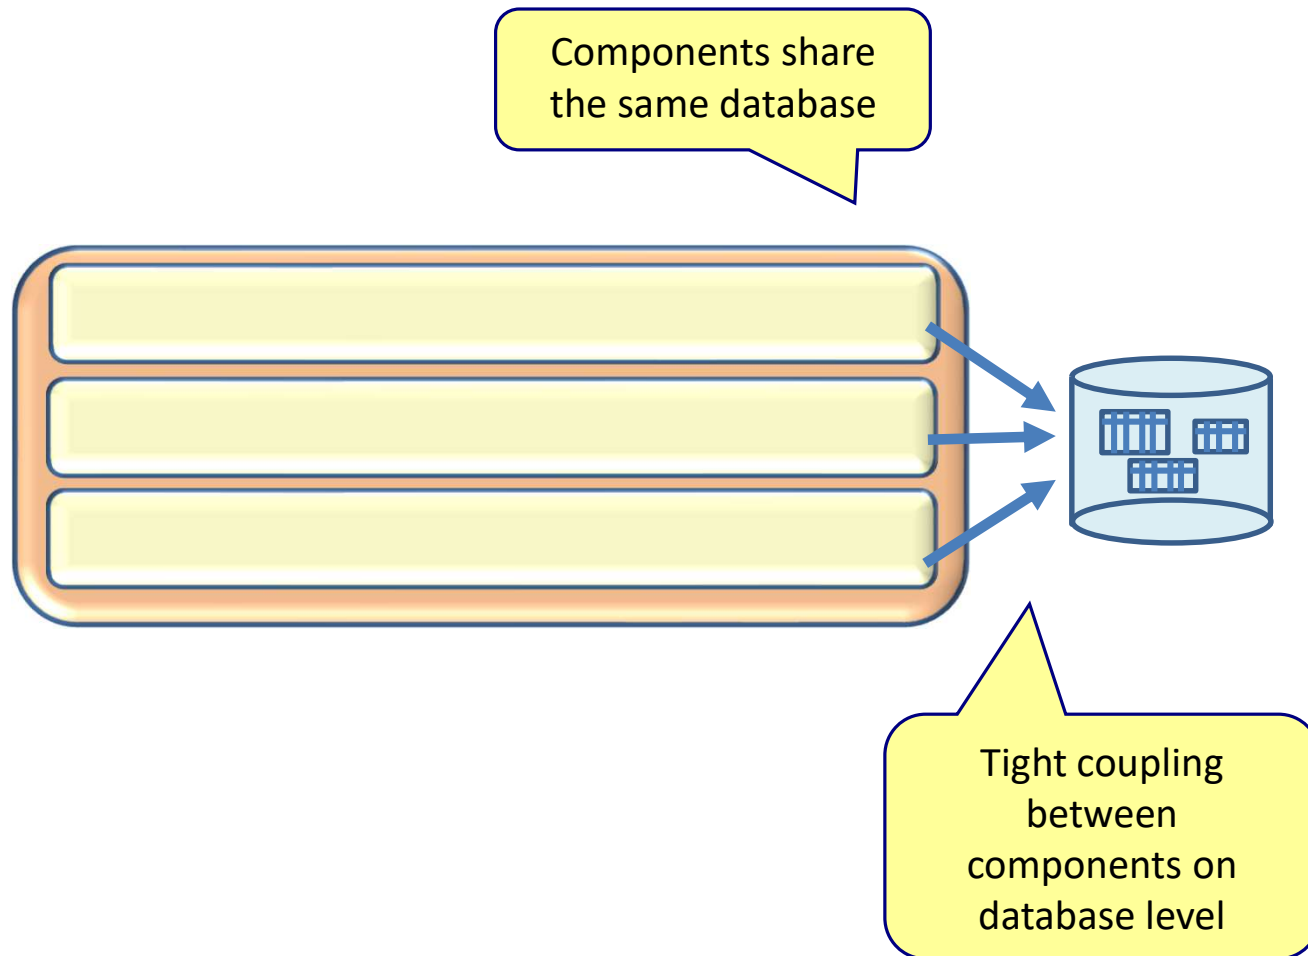 Components share
the same database
Tight coupling
between
components on
database level